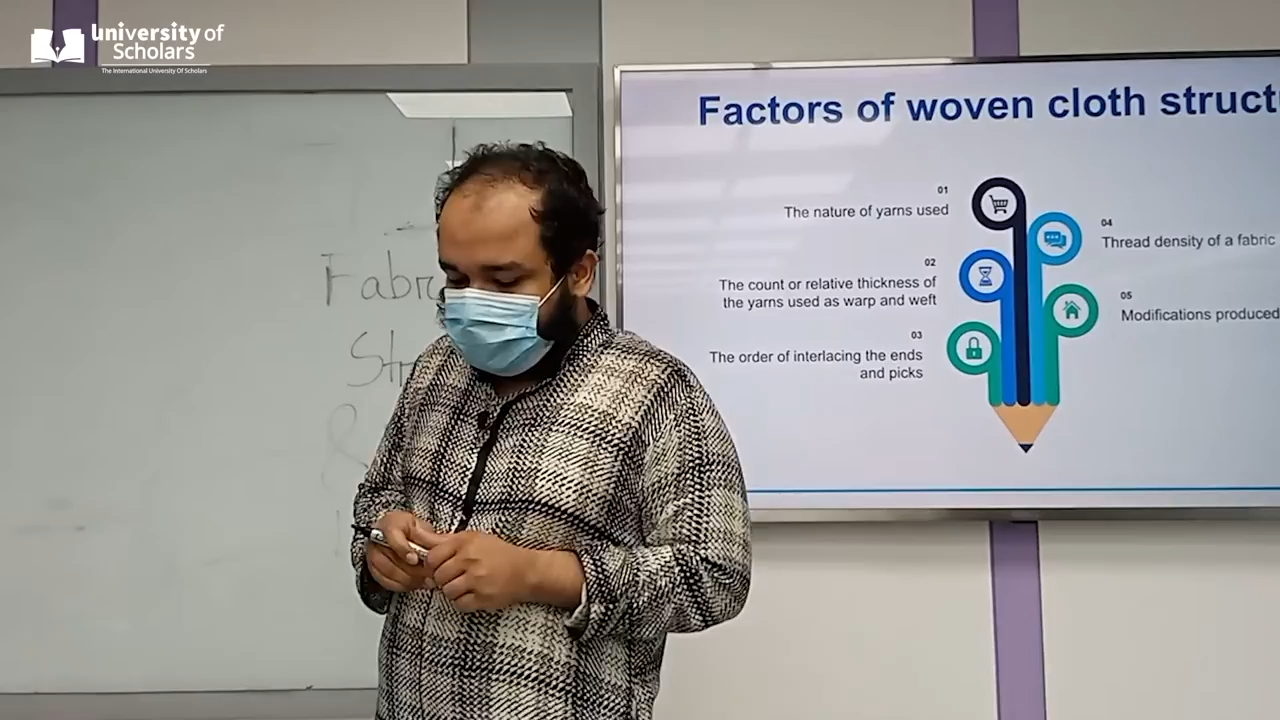 University of
Scholars
The International University Of Scholars
Factors of woven cloth
01
The nature of yarns used
02
The count or relative thickness of
the yarns used as warp and weft
03
The order of interlacing the ends
and picks
04
Thread density of a fabric
05
Modifications produced
&